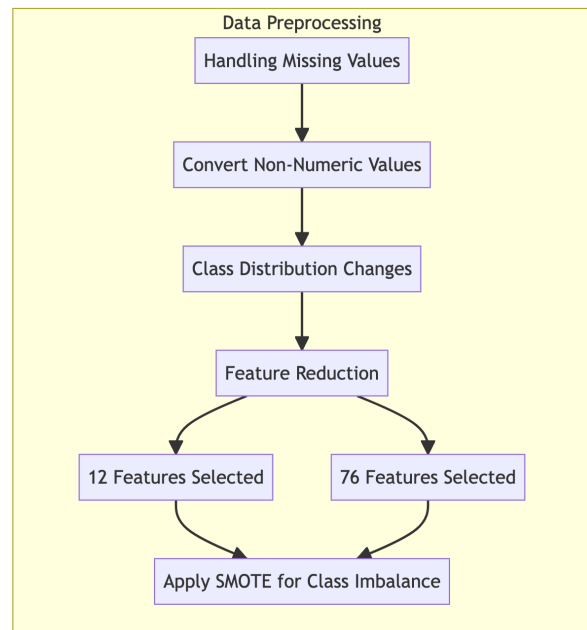 Data Preprocessing
Handling Missing Values
Convert Non-Numeric Values
Class Distribution Changes
Feature Reduction
12 Features Selected
76 Features Selected
Apply SMOTE for Class Imbalance